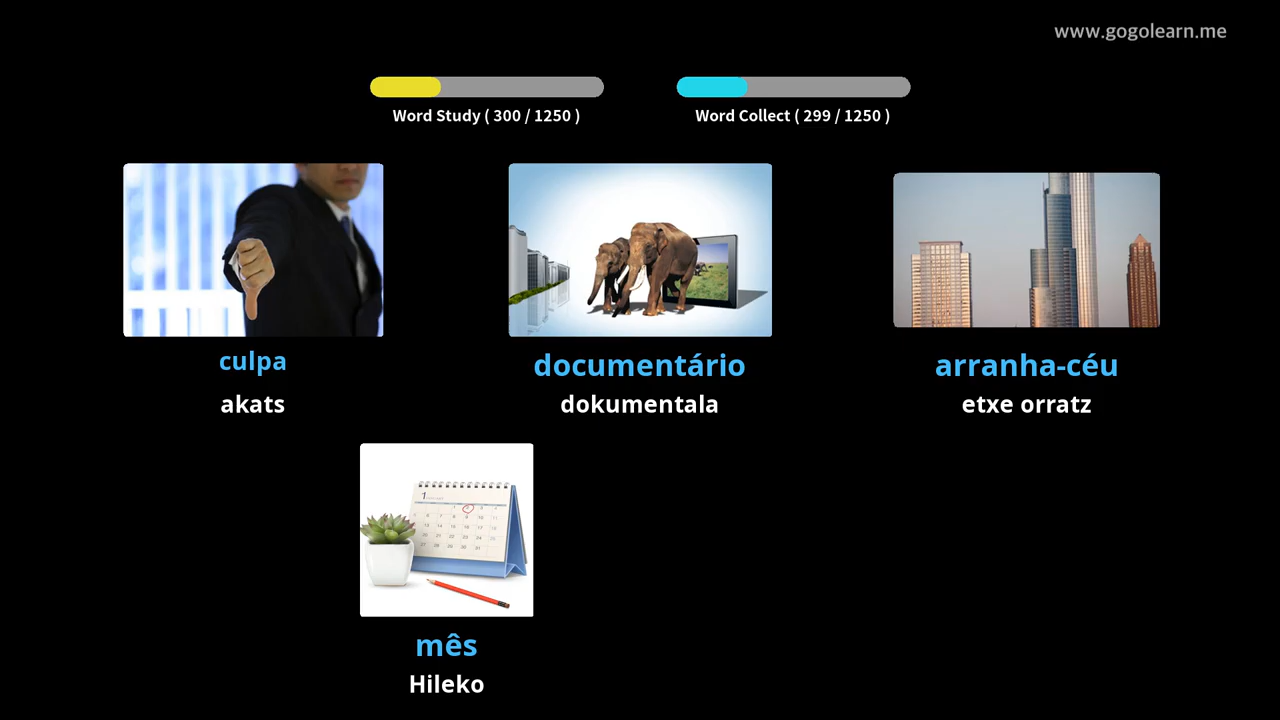 www.gogolearn.me
Word Study ( 300 / 1250 )
Word Collect ( 299 / 1250 )
culpa
akats
documentário
dokumentala
arranha-céu
etxe orratz
mês
Hileko